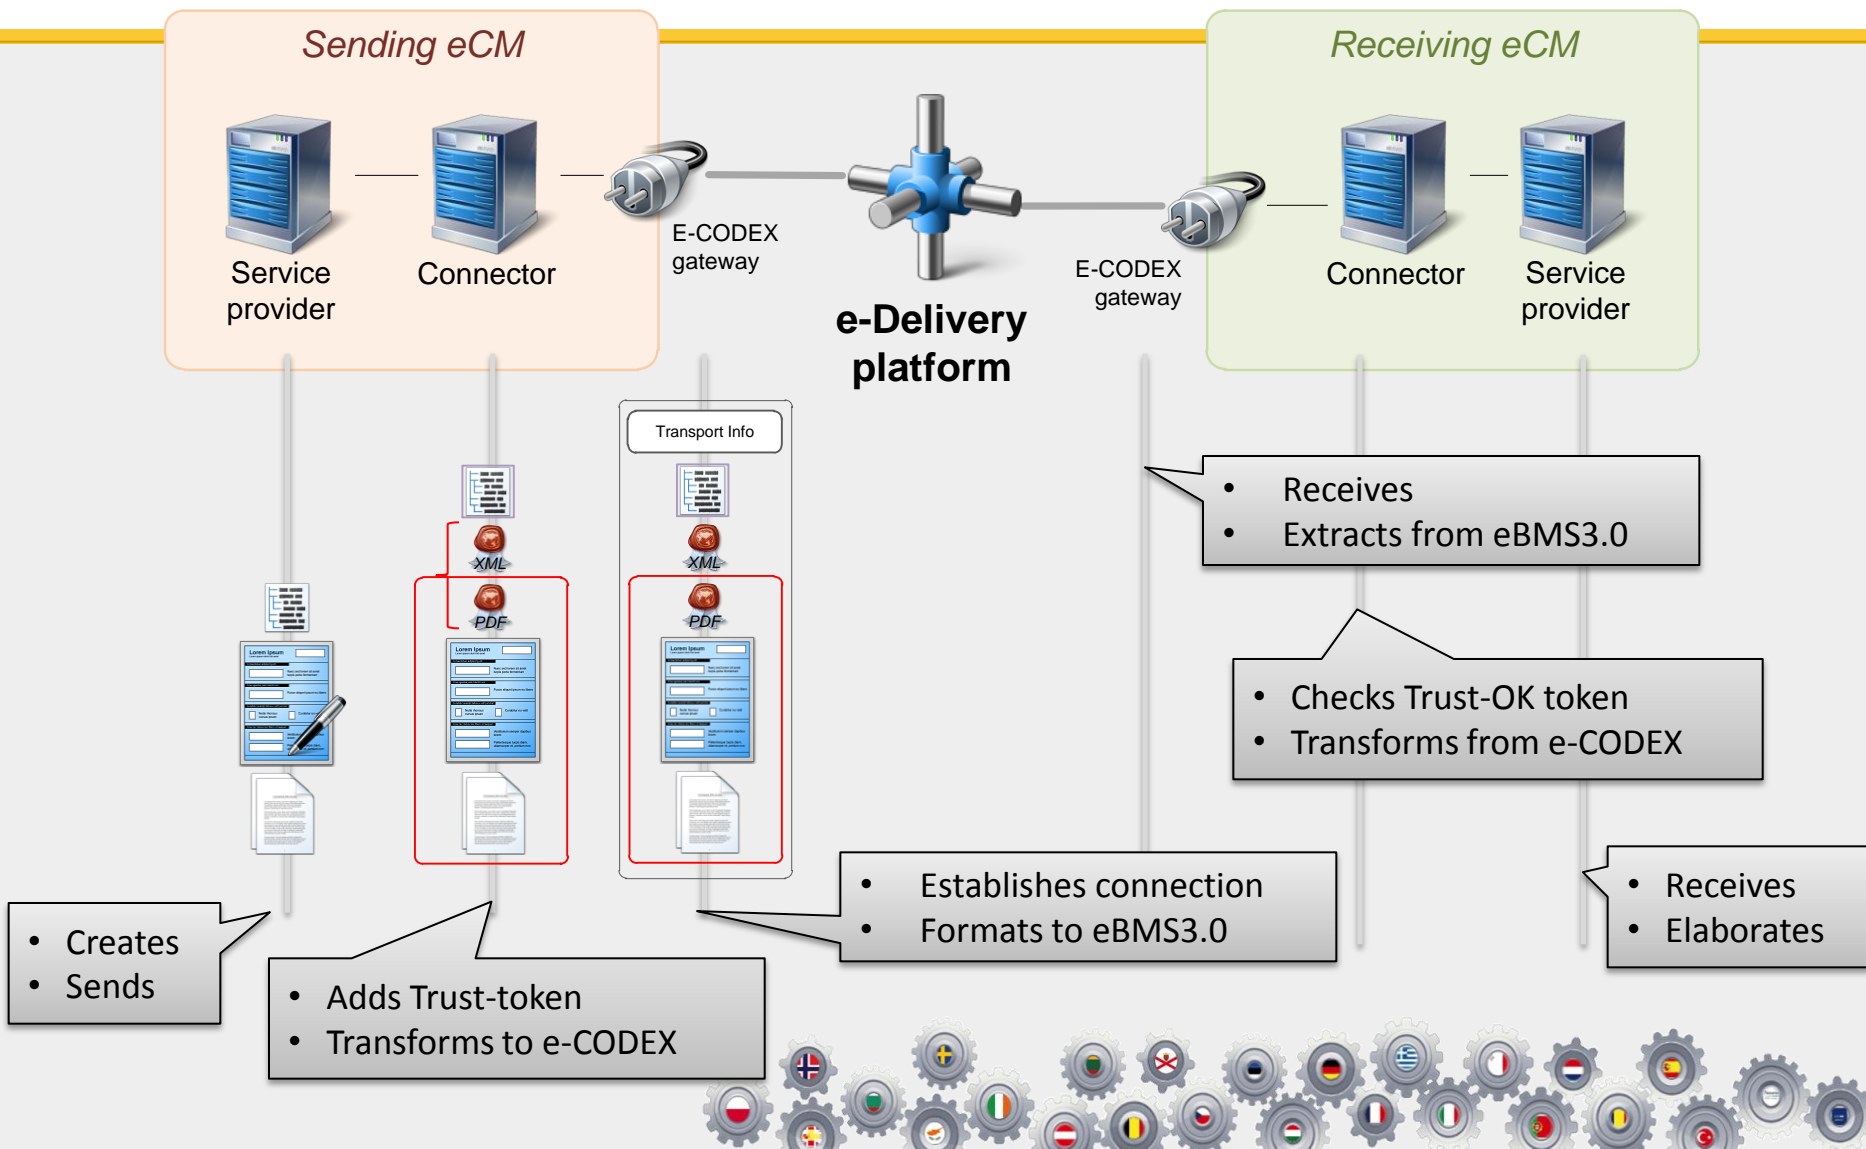 Sending eCM
Receiving eCM
Service
provider
Connector
E-CODEX
gateway
e-Delivery
platform
E-CODEX
gateway
Connector
Service
provider
Transport Info
XML
PDF
XML
PDF
Lorem Ipsum
Lorem Ipsum
Lorem Ipsum
• Receives
• Extracts from eBMS3.0
• Checks Trust-OK token
• Transforms from e-CODEX
• Establishes connection
• Formats to eBMS3.0
• Receives
• Elaborates
• Creates
• Sends
• Adds Trust-token
• Transforms to e-CODEX